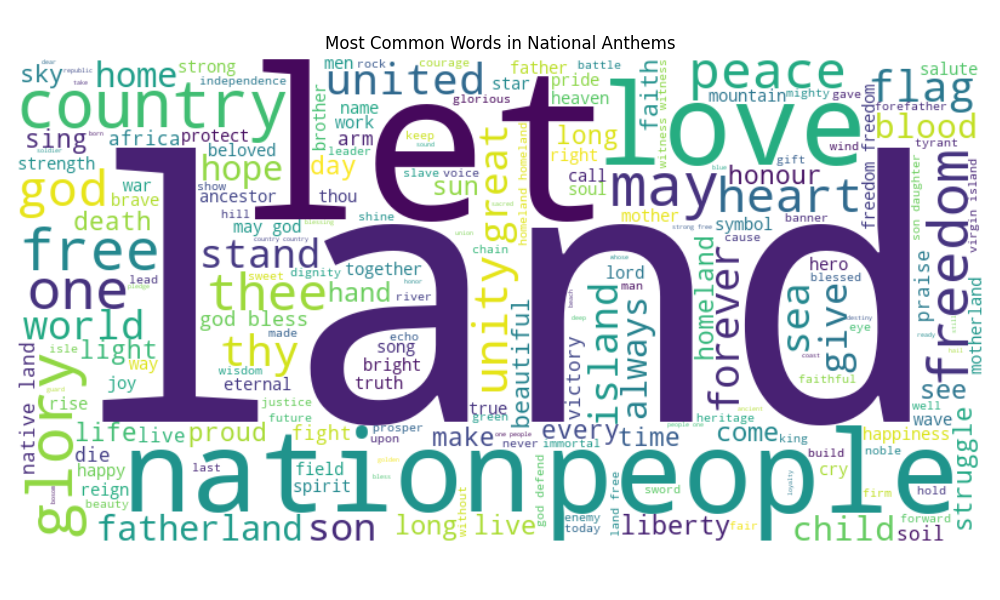 Most Common Words in National Anthems
dear
republic
take
sky
home
strong
independence
men
rock
courage
father
battle
united
star
pride
heaven
glorious
peace
faith
mountain
mighty
gave
flag
salute
forefather
country
let
love
brother
name
work
arm
leader
keep
sound
long
right
witness witness
freedom freedom
blood
tyrant
wind
sing
born
africa
protect
soldier
beloved
strength
hope
day
slave
voice
call
soul
gift
blue
god
war
brave
show
ancestor
thou
sun
great
homeland homeland
sacred
may
honour
heart
mother
symbol
banner
death
hill
may god
blessing
shine
union
strong free
cause
son daughter
virgin island
freedom
free
stand
country country
chain
whose
lord
man
hero
blessed
praise
one
lead
pledge
thee
sweet
dignity
together
honor
hand
river
unity
beautiful
island
always
homeland
forever
sea
give
destiny
eye
motherland
world
god bless
made
echo
beach
deep
ready
still
isle
light
thy
song
bright
truth
victory
coast
hail
glory
way
wisdom
joy
eternal
faithful
see
guard
rise
justice
future
true
green
heritage
ancient
well
wave
native land
land
life
live
proud
fight
prosper
upon
make
one people
never
immortal
every
time
people one
come
king
happiness
noble
die
happy
reign
beauty
last
field
spirit
golden
bless
nation
people
build
cry
firm
hold
struggle
bosom
loyalty
sword
god defend
land free
without
fatherland
son
long live
enemy
today
liberty
fair
child
forward
soil